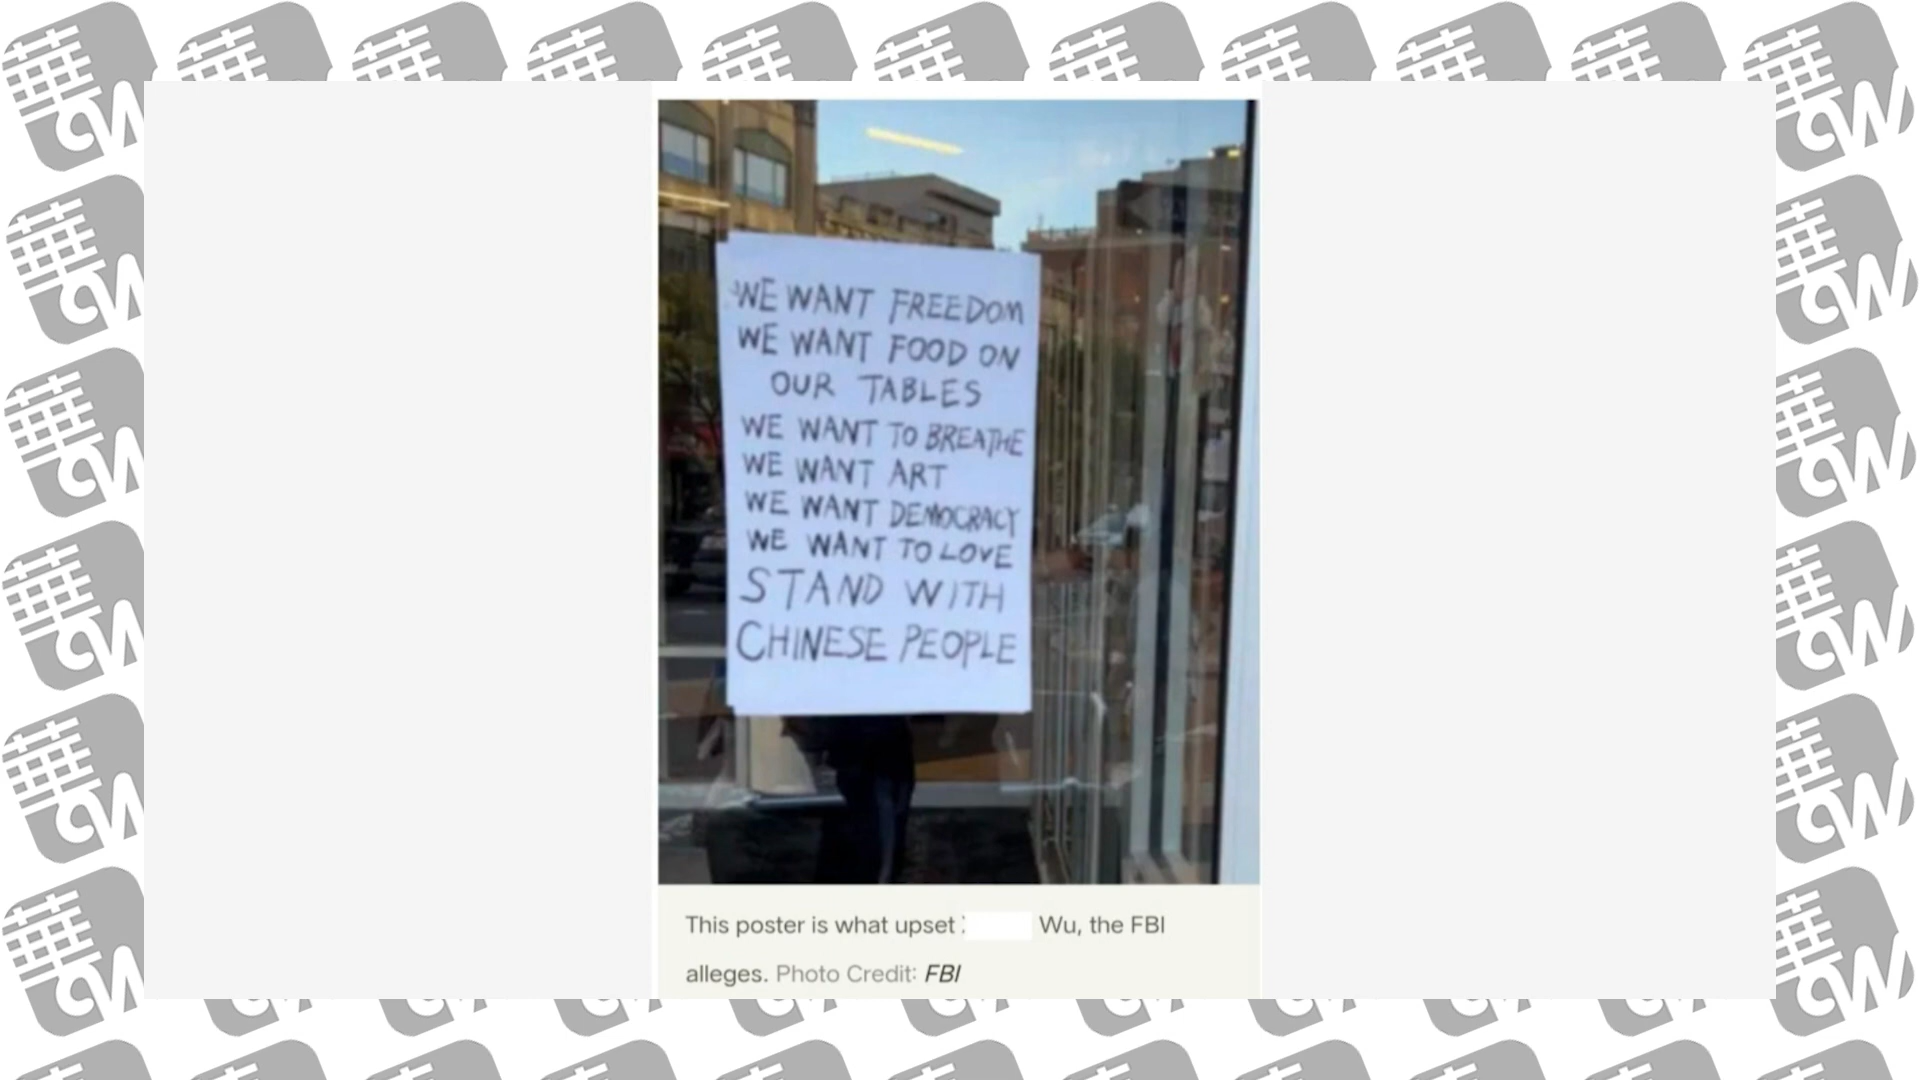 WE WANT FREEDOM
WE WANT FOOD ON
OUR TABLES
WE WANT TO BREATHE
WE WANT ART
WE WANT DEMOCRACY
WE WANT TO LOVE
STAND WITH
CHINESE PEOPLE
This poster is what upset Wu, the FBI
alleges. Photo Credit: FBI